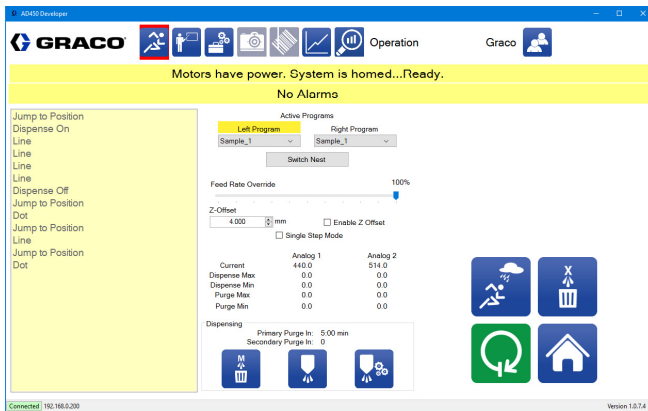 AD450 Developer
GRACO
Operation
Graco
Motors have power. System is homed...Ready.
No Alarms
Jump to Position
Dispense On
Line
Line
Line
Line
Dispense Off
Jump to Position
Dot
Jump to Position
Line
Jump to Position
Dot
Active Programs
Left Program Right Program
Sample_1 Sample_1
Switch Nest
Feed Rate Override 100%
Z-Offset
4.000 mm Enable Z Offset
Single Step Mode
Analog 1 Analog 2
Current 440.0 514.0
Dispense Max 0.0 0.0
Dispense Min 0.0 0.0
Purge Max 0.0 0.0
Purge Min 0.0 0.0
Dispensing
Primary Purge In: 5:00 min
Secondary Purge In: 0
M
X
Connected 192.168.0.200 Version 1.0.7.4